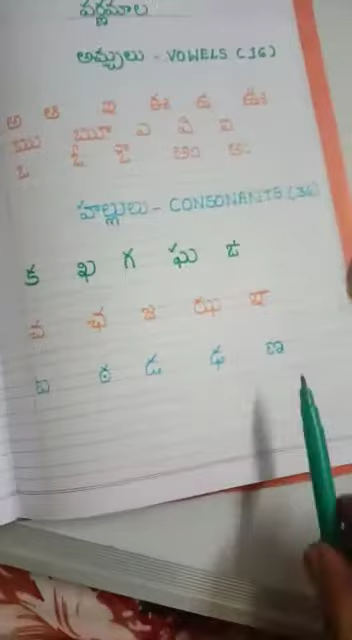 వర్ణమాల
అచ్చులు - VOWELS (16)
అ ఆ ఇ ఈ ఉ ఊ
ఋ ౠ ఎ ఏ ఐ
ఒ ఓ ఔ అం అః
హల్లులు - CONSONANTS (36)
క ఖ గ ఘ ఙ
చ ఛ జ ఝ ఞ
ట ఠ డ ఢ ణ